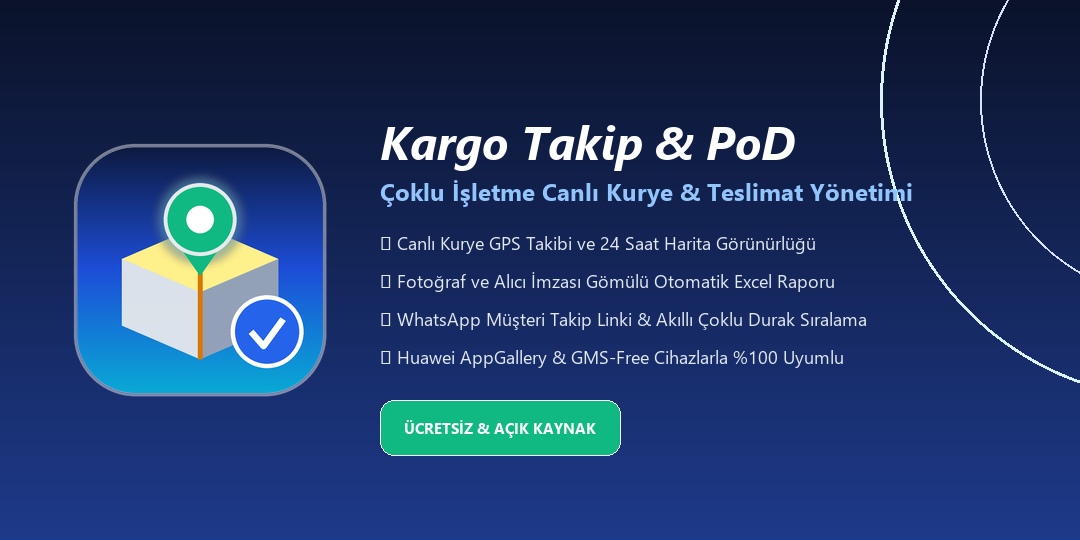 Kargo Takip & PoD
Çoklu İşletme Canlı Kurye & Teslimat Yönetimi
▯ Canlı Kurye GPS Takibi ve 24 Saat Harita Görünürlüğü
▯ Fotoğraf ve Alıcı İmzası Gömülü Otomatik Excel Raporu
▯ WhatsApp Müşteri Takip Linki & Akıllı Çoklu Durak Sıralama
▯ Huawei AppGallery & GMS-Free Cihazlarla %100 Uyumlu
ÜCRETSİZ & AÇIK KAYNAK